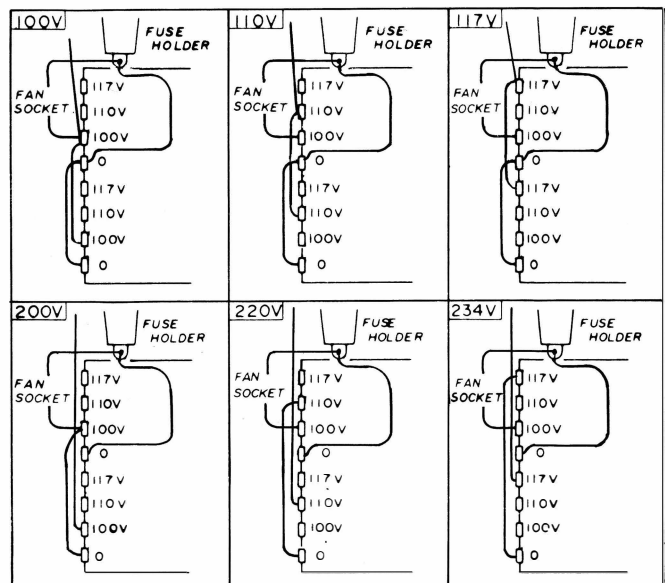 100V
FUSE
HOLDER
117V
FAN
SOCKET
110V
100V
0
117V
110V
100V
0
110V
FUSE
HOLDER
117V
FAN
SOCKET
110V
100V
0
117V
110V
100V
0
117V
FUSE
HOLDER
117V
FAN
SOCKET
110V
100V
0
117V
110V
100V
0
200V
FUSE
HOLDER
117V
FAN
SOCKET
110V
100V
0
117V
110V
100V
0
220V
FUSE
HOLDER
117V
FAN
SOCKET
110V
100V
0
117V
110V
100V
0
234V
FUSE
HOLDER
117V
FAN
SOCKET
110V
100V
0
117V
110V
100V
0